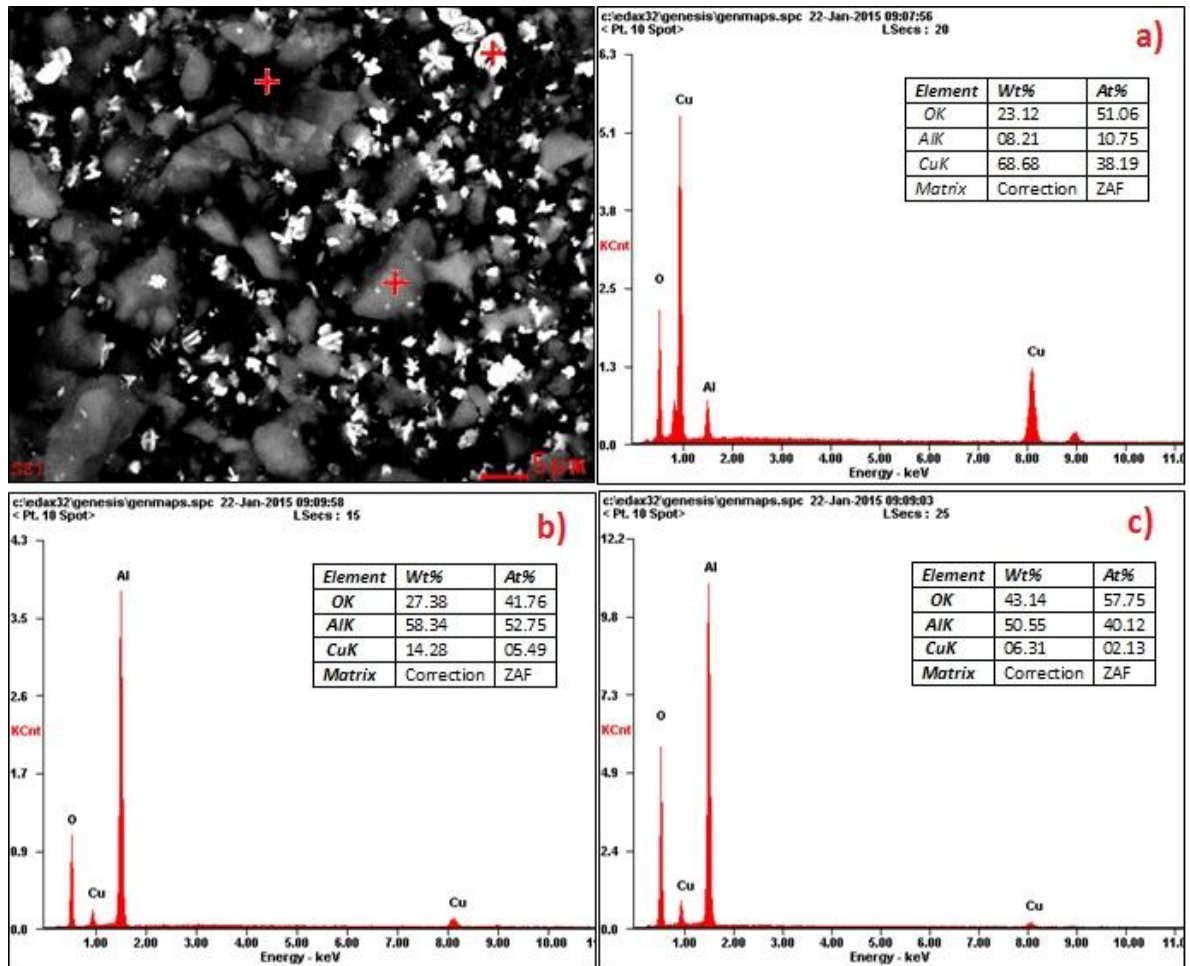 SE1
5µm
c:\edax32\genesis\genmaps.spc 22-Jan-2015 09:07:56
< Pt. 10 Spot> LSecs : 20
a)
6.3
5.1
3.8
KCnt
2.5
1.3
0.0
Cu
O
Al
Cu
Element Wt% At%
OK 23.12 51.06
AlK 08.21 10.75
CuK 68.68 38.19
Matrix Correction ZAF
1.00 2.00 3.00 4.00 5.00 6.00 7.00 8.00 9.00 10.00 11.0
Energy - keV
c:\edax32\genesis\genmaps.spc 22-Jan-2015 09:09:58
< Pt. 10 Spot> LSecs : 15
b)
4.3
3.5
2.6
KCnt
1.7
0.9
0.0
Al
O
Cu
Cu
Element Wt% At%
OK 27.38 41.76
AlK 58.34 52.75
CuK 14.28 05.49
Matrix Correction ZAF
1.00 2.00 3.00 4.00 5.00 6.00 7.00 8.00 9.00 10.00
Energy - keV
c:\edax32\genesis\genmaps.spc 22-Jan-2015 09:09:03
< Pt. 10 Spot> LSecs : 25
c)
12.2
9.8
7.3
KCnt
4.9
2.4
0.0
Al
O
Cu
Cu
Element Wt% At%
OK 43.14 57.75
AlK 50.55 40.12
CuK 06.31 02.13
Matrix Correction ZAF
1.00 2.00 3.00 4.00 5.00 6.00 7.00 8.00 9.00 10.00 11.0
Energy - keV